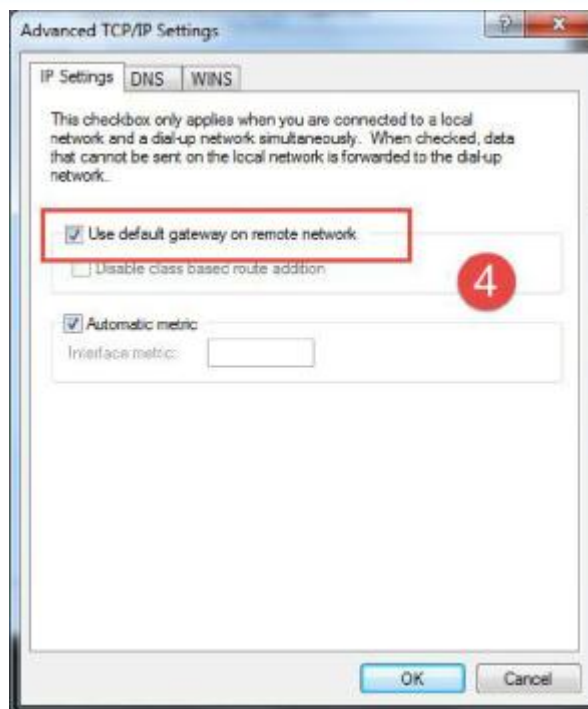 Advanced TCP/IP Settings
IP Settings DNS WINS
This checkbox only applies when you are connected to a local
network and a dial-up network simultaneously. When checked, data
that cannot be sent on the local network is forwarded to the dial-up
network.
Use default gateway on remote network
Disable class based route addition
4
Automatic metric
Interface metric:
OK Cancel